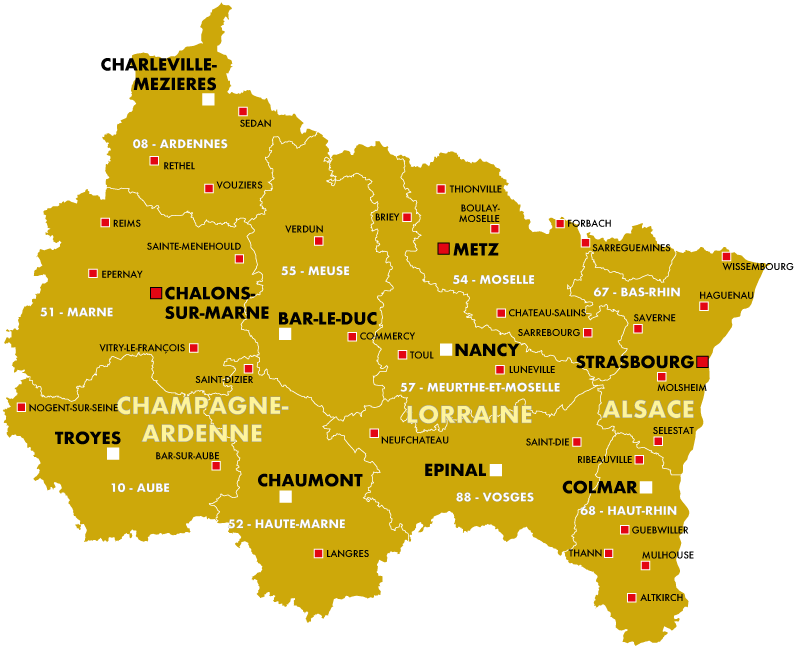 CHARLEVILLE-
MEZIERES
SEDAN
08 - ARDENNES
RETHEL
VOUZIERS
THIONVILLE
BOULAY-
MOSELLE
BRIEY
FORBACH
REIMS
VERDUN
SAINTE-MENEHOULD
METZ
SARREGUEMINES
WISSEMBOURG
EPERNAY
55 - MEUSE
54 - MOSELLE
67 - BAS-RHIN
HAGUENAU
CHALONS-
SUR-MARNE
51 - MARNE
BAR-LE-DUC
CHATEAU-SALINS
SAVERNE
SARREBOURG
COMMERCY
VITRY-LE-FRANÇOIS
TOUL
NANCY
STRASBOURG
LUNEVILLE
SAINT-DIZIER
57 - MEURTHE-ET-MOSELLE
MOLSHEIM
NOGENT-SUR-SEINE
CHAMPAGNE-
ARDENNE
LORRAINE
ALSACE
TROYES
NEUFCHATEAU
SAINT-DIE
SELESTAT
BAR-SUR-AUBE
RIBEAUVILLE
EPINAL
CHAUMONT
COLMAR
10 - AUBE
88 - VOSGES
68 - HAUT-RHIN
52 - HAUTE-MARNE
GUEBWILLER
LANGRES
THANN
MULHOUSE
ALTKIRCH